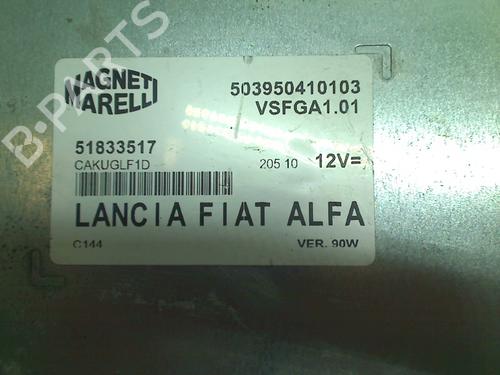 B-PARTS
MAGNETI
MARELLI
503950410103
VSFGA1.01
51833517
CAKUGLF1D
205 10 12V=
LANCIA FIAT ALFA
C144
VER. 90W